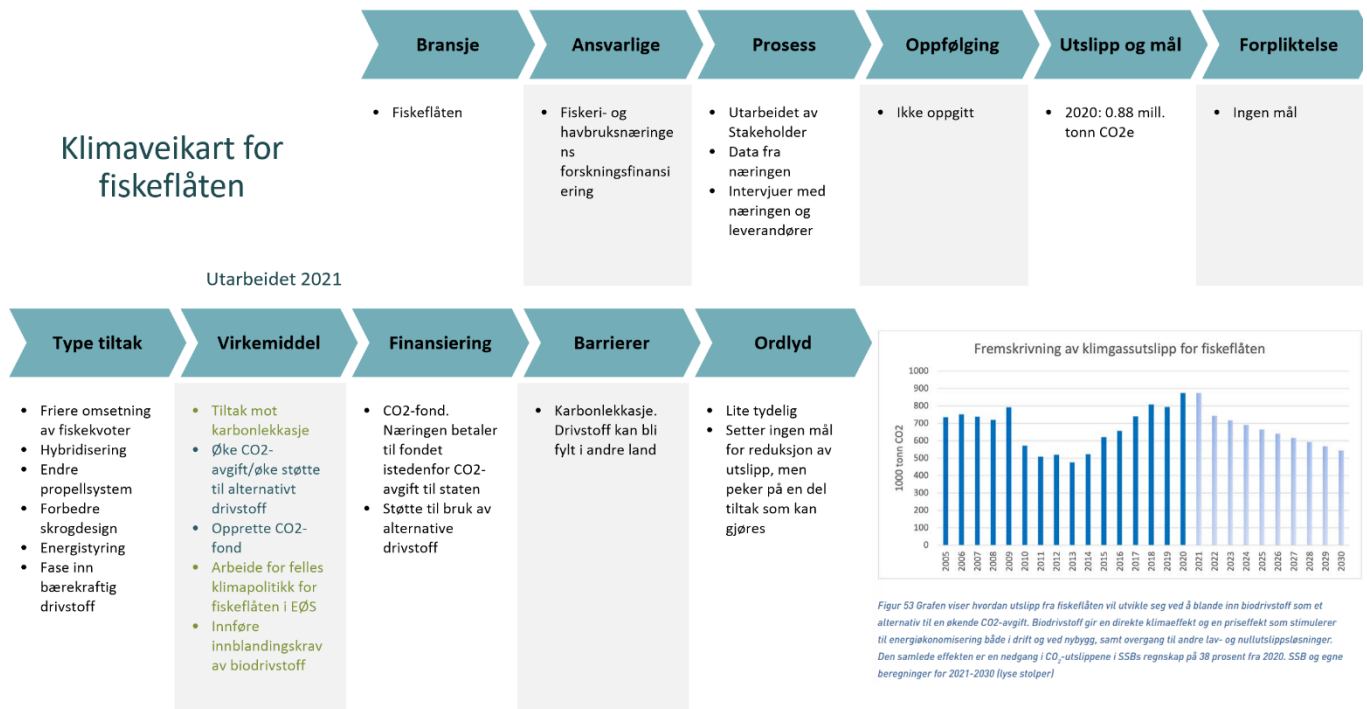 Bransje
Ansvarlige
Prosess
Oppfølging
Utslipp og mål
Forpliktelse
Klimaveikart for
fiskeflåten
Utarbeidet 2021
• Fiskeflåten
• Fiskeri- og
havbruksnæringe
ns
forskningsfinansi
ering
• Utarbeidet av
Stakeholder
• Data fra
næringen
• Intervjuer med
næringen og
leverandører
• Ikke oppgitt
• 2020: 0.88 mill.
tonn CO2e
• Ingen mål
Type tiltak
Virkemiddel
Finansiering
Barrierer
Ordlyd
• Friere omsetning
av fiskekvoter
• Hybridisering
• Endre
propellsystem
• Forbedre
skrogdesign
• Energistyring
• Fase inn
bærekraftig
drivstoff
• Tiltak mot
karbonlekkasje
• Øke CO2-
avgift/øke støtte
til alternativt
drivstoff
• Opprette CO2-
fond
• Arbeide for felles
klimapolitikk for
fiskeflåten i EØS
• Innføre
innblandingskrav
av biodrivstoff
• CO2-fond.
Næringen betaler
til fondet
istedenfor CO2-
avgift til staten
• Støtte til bruk av
alternative
drivstoff
• Karbonlekkasje.
Drivstoff kan bli
fylt i andre land
• Lite tydelig
• Setter ingen mål
for reduksjon av
utslipp, men
peker på en del
tiltak som kan
gjøres
Fremskrivning av klimgassutslipp for fiskeflåten
1000 tonn CO2
1000
900
800
700
600
500
400
300
200
100
0
2005
2006
2007
2008
2009
2010
2011
2012
2013
2014
2015
2016
2017
2018
2019
2020
2021
2022
2023
2024
2025
2026
2027
2028
2029
2030
Figur 53 Grafen viser hvordan utslipp fra fiskeflåten vil utvikle seg ved å blande inn biodrivstoff som et
alternativ til en økende CO2-avgift. Biodrivstoff gir en direkte klimaeffekt og en priseffekt som stimulerer
til energiøkonomisering både i drift og ved nybygg, samt overgang til andre lav- og nullutslippsløsninger.
Den samlede effekten er en nedgang i CO₂-utslippene i SSBs regnskap på 38 prosent fra 2020. SSB og egne
beregninger for 2021-2030 (lyse stolper)